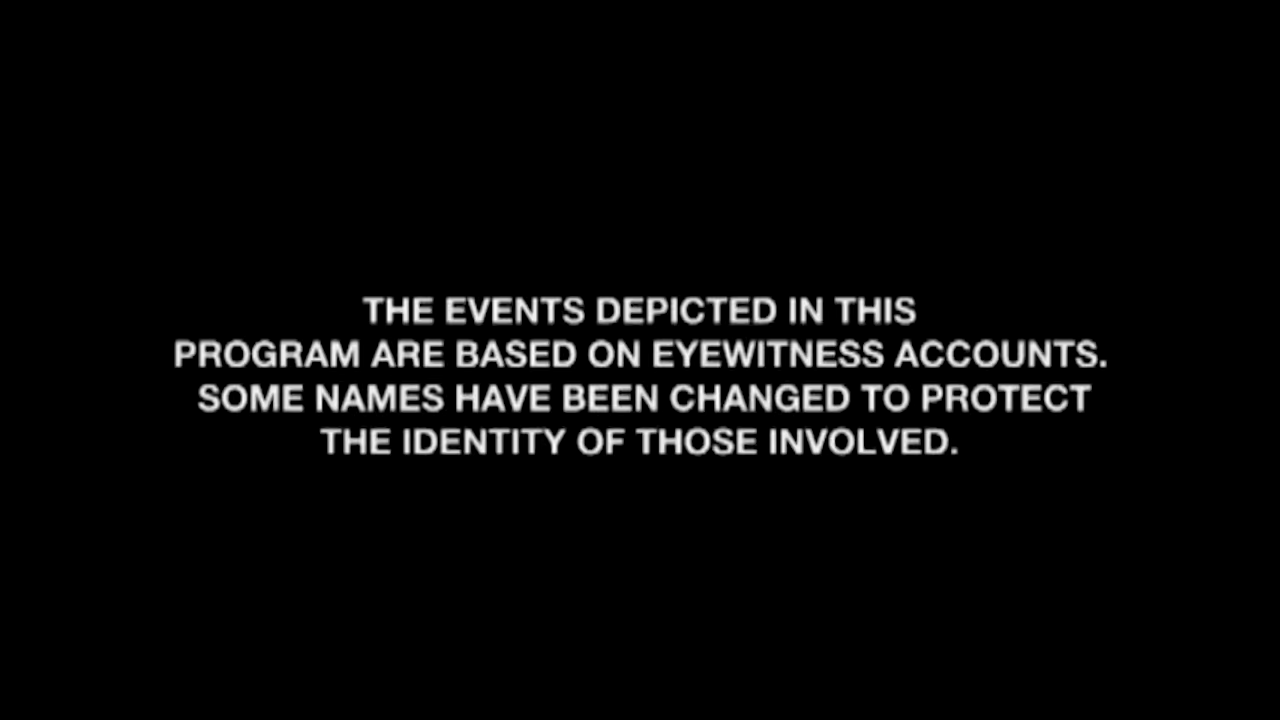 THE EVENTS DEPICTED IN THIS
PROGRAM ARE BASED ON EYEWITNESS ACCOUNTS.
SOME NAMES HAVE BEEN CHANGED TO PROTECT
THE IDENTITY OF THOSE INVOLVED.